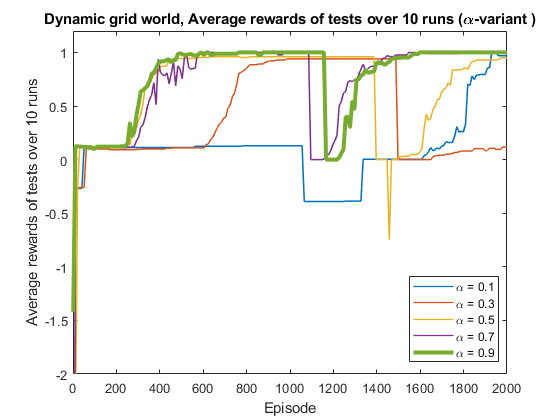 Dynamic grid world, Average rewards of tests over 10 runs (α-variant )
Average rewards of tests over 10 runs
1
0.5
0
-0.5
-1
-1.5
-2
0 200 400 600 800 1000 1200 1400 1600 1800 2000
Episode
α = 0.1
α = 0.3
α = 0.5
α = 0.7
α = 0.9